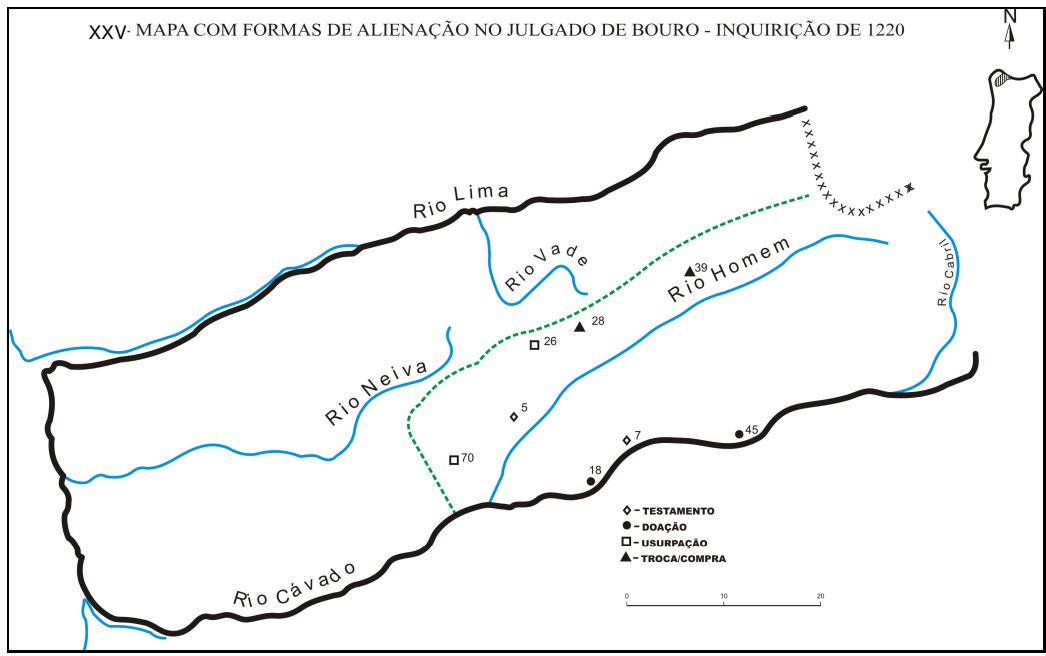 XXV- MAPA COM FORMAS DE ALIENAÇÃO NO JULGADO DE BOURO - INQUIRIÇÃO DE 1220
N
Rio Lima
Rio Vade
Rio Homem
Rio Cabril
39
28
26
Rio Neiva
5
7
45
70
18
Rio Cávado
- TESTAMENTO
- DOAÇÃO
- USURPAÇÃO
- TROCA/COMPRA
0 10 20